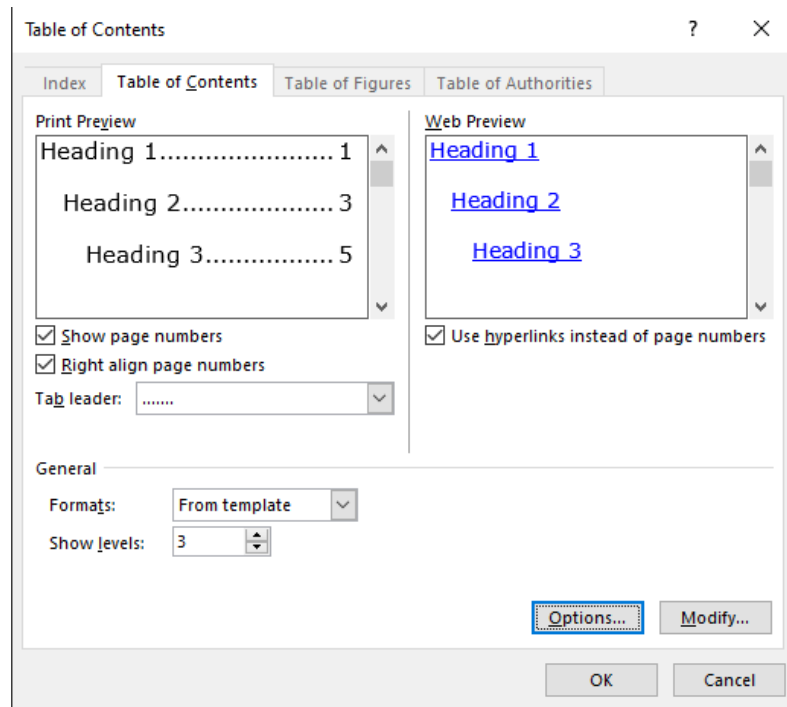 Table of Contents ? ×
Index Table of Contents Table of Figures Table of Authorities
Print Preview
Heading 1........................ 1
Heading 2..................... 3
Heading 3.................. 5
Show page numbers
Right align page numbers
Tab leader: .......
Web Preview
Heading 1
Heading 2
Heading 3
Use hyperlinks instead of page numbers
General
Formats: From template
Show levels: 3
Options... Modify...
OK Cancel